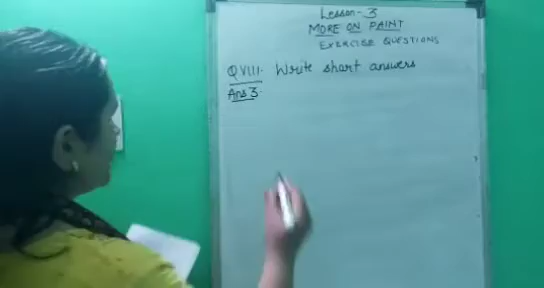 Lesson - 3
MORE ON PAINT
EXERCISE QUESTIONS
Q VIII. Write short answers
Ans 3.